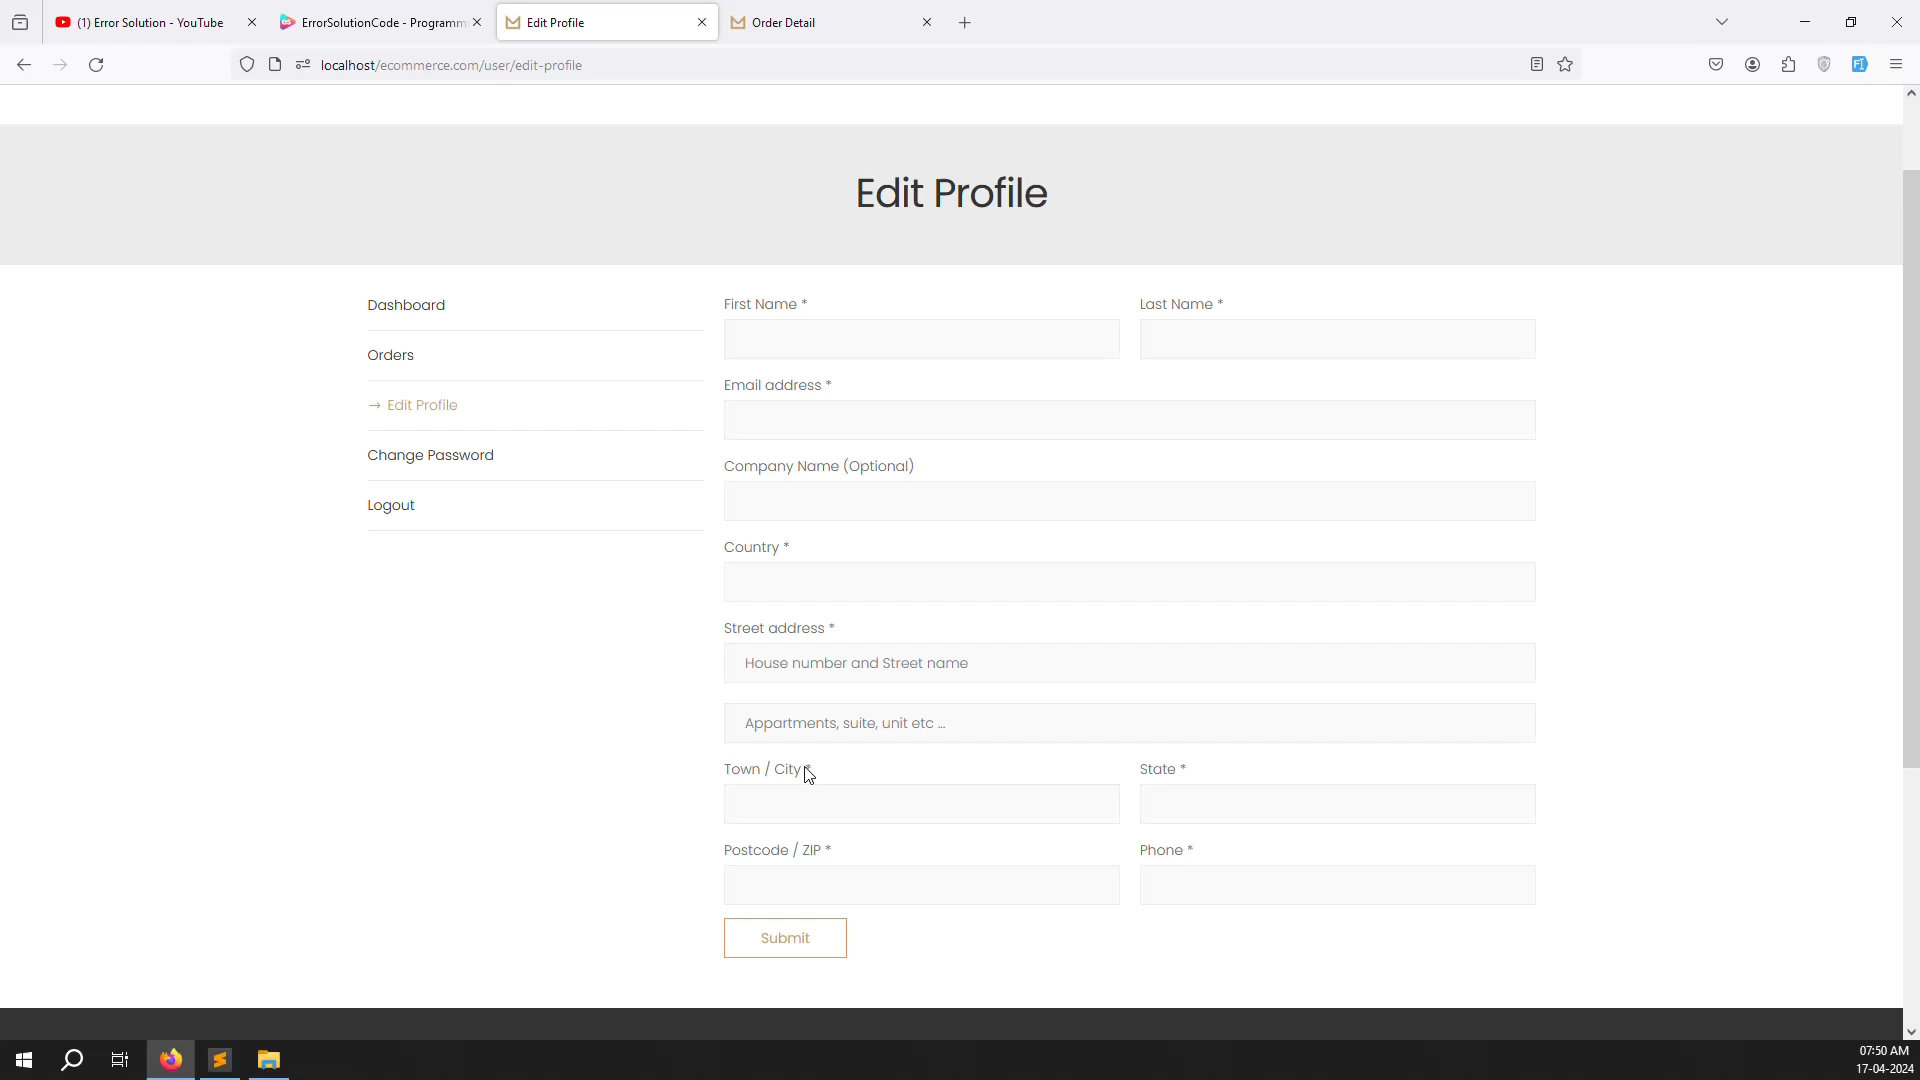 (1) Error Solution - YouTube
ErrorSolutionCode - Programm
Edit Profile
Order Detail
localhost/ecommerce.com/user/edit-profile
Edit Profile
Dashboard
Orders
→ Edit Profile
Change Password
Logout
First Name *
Last Name *
Email address *
Company Name (Optional)
Country *
Street address *
House number and Street name
Appartments, suite, unit etc ...
Town / City *
State *
Postcode / ZIP *
Phone *
Submit
07:50 AM
17-04-2024